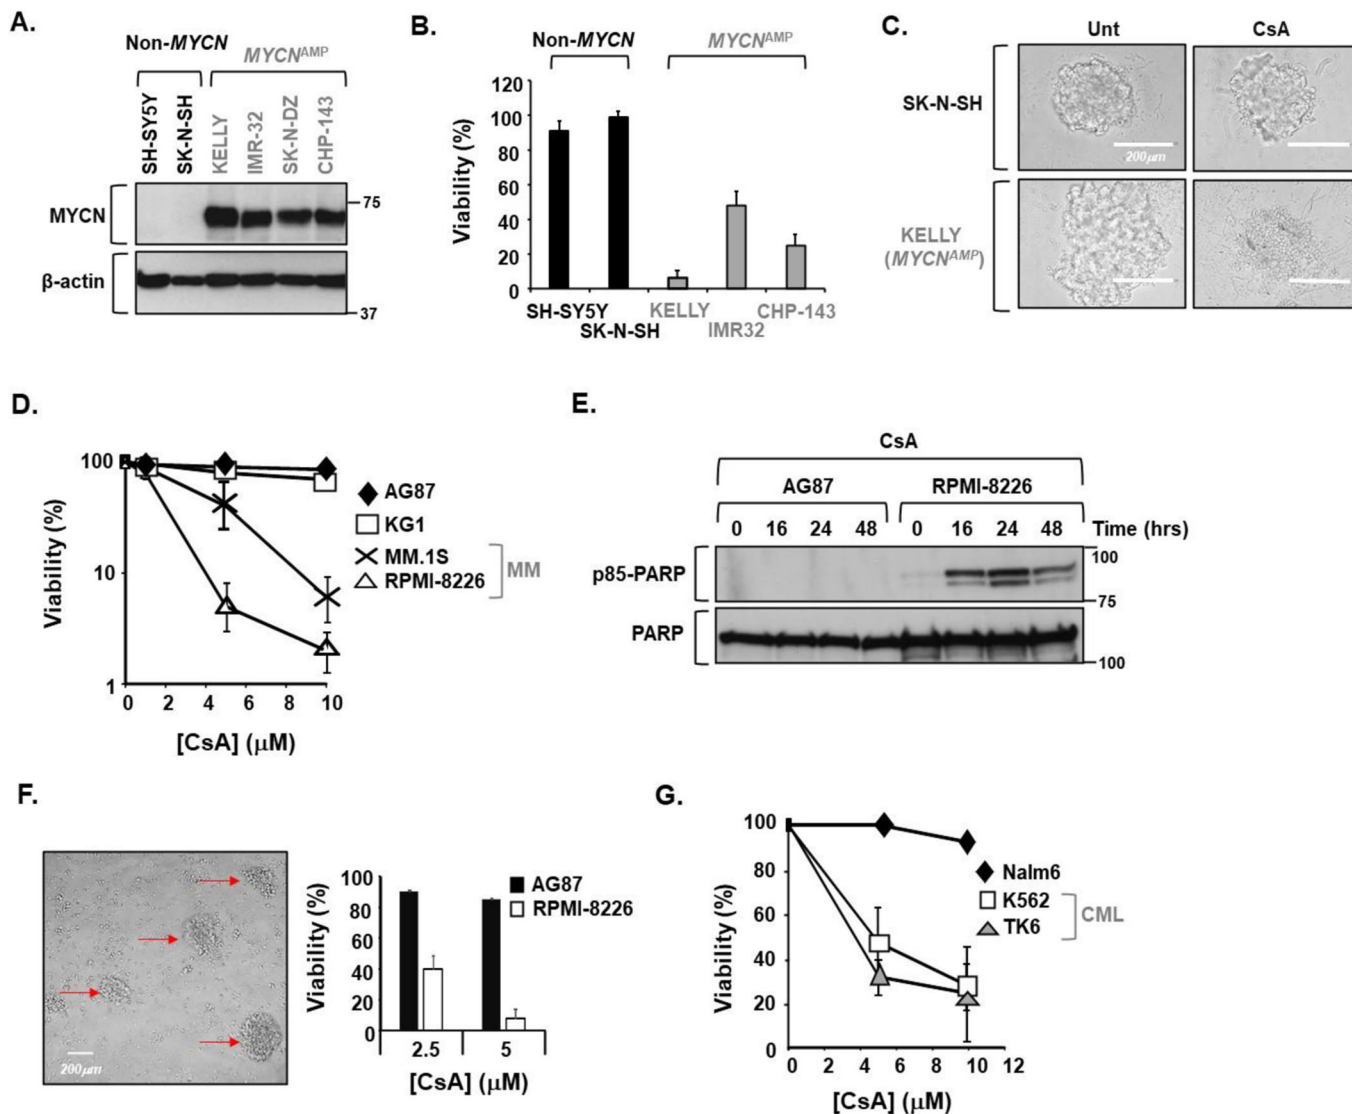 A.
Non-MYCN
MYCN^AMP
SH-SY5Y
SK-N-SH
KELLY
IMR-32
SK-N-DZ
CHP-143
MYCN
75
β-actin
37
B.
Non-MYCN
MYCN^AMP
Viability (%)
120
100
80
60
40
20
0
SH-SY5Y
SK-N-SH
KELLY
IMR32
CHP-143
C.
Unt
CsA
SK-N-SH
200µm
KELLY
(MYCN^AMP)
D.
Viability (%)
100
10
1
0 2 4 6 8 10
[CsA] (µM)
AG87
KG1
MM.1S
RPMI-8226
MM
E.
CsA
AG87
RPMI-8226
0 16 24 48 0 16 24 48 Time (hrs)
p85-PARP
100
75
PARP
100
F.
200µm
Viability (%)
100
80
60
40
20
0
2.5 5
[CsA] (µM)
AG87
RPMI-8226
G.
Viability (%)
100
80
60
40
20
0
0 2 4 6 8 10 12
[CsA] (µM)
Nalm6
K562
TK6
CML